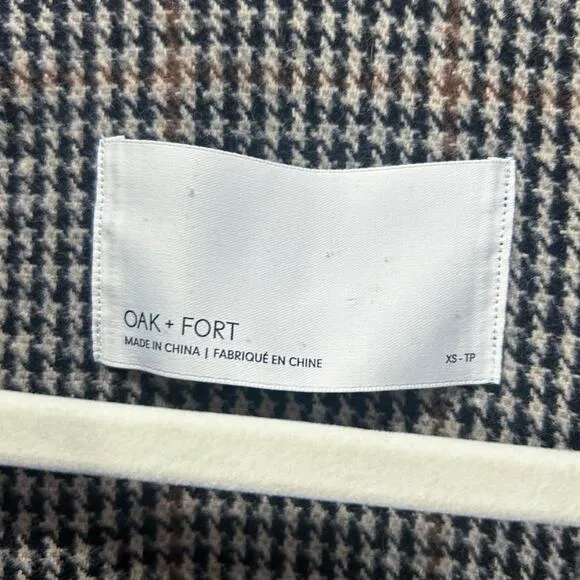 OAK + FORT
MADE IN CHINA | FABRIQUÉ EN CHINE
XS - TP